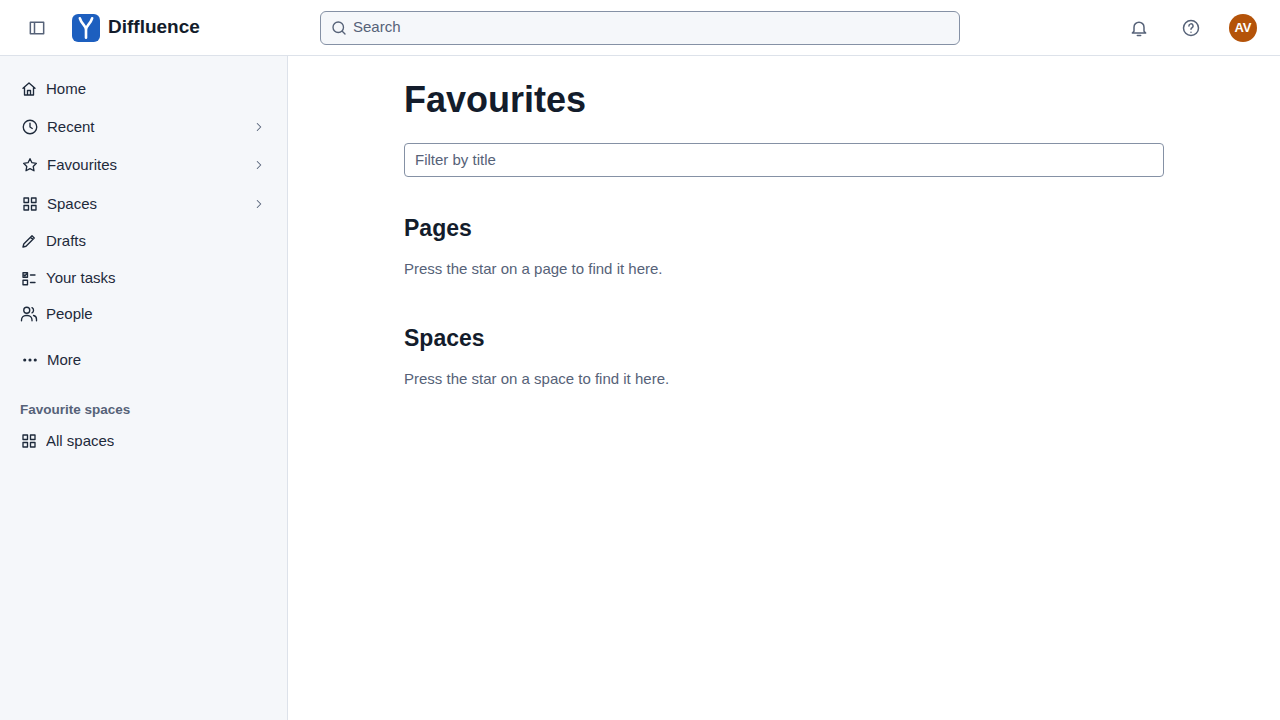 Diffluence
Search
AV
Home
Recent
Favourites
Spaces
Drafts
Your tasks
People
More
Favourite spaces
All spaces
Favourites
Filter by title
Pages
Press the star on a page to find it here.
Spaces
Press the star on a space to find it here.